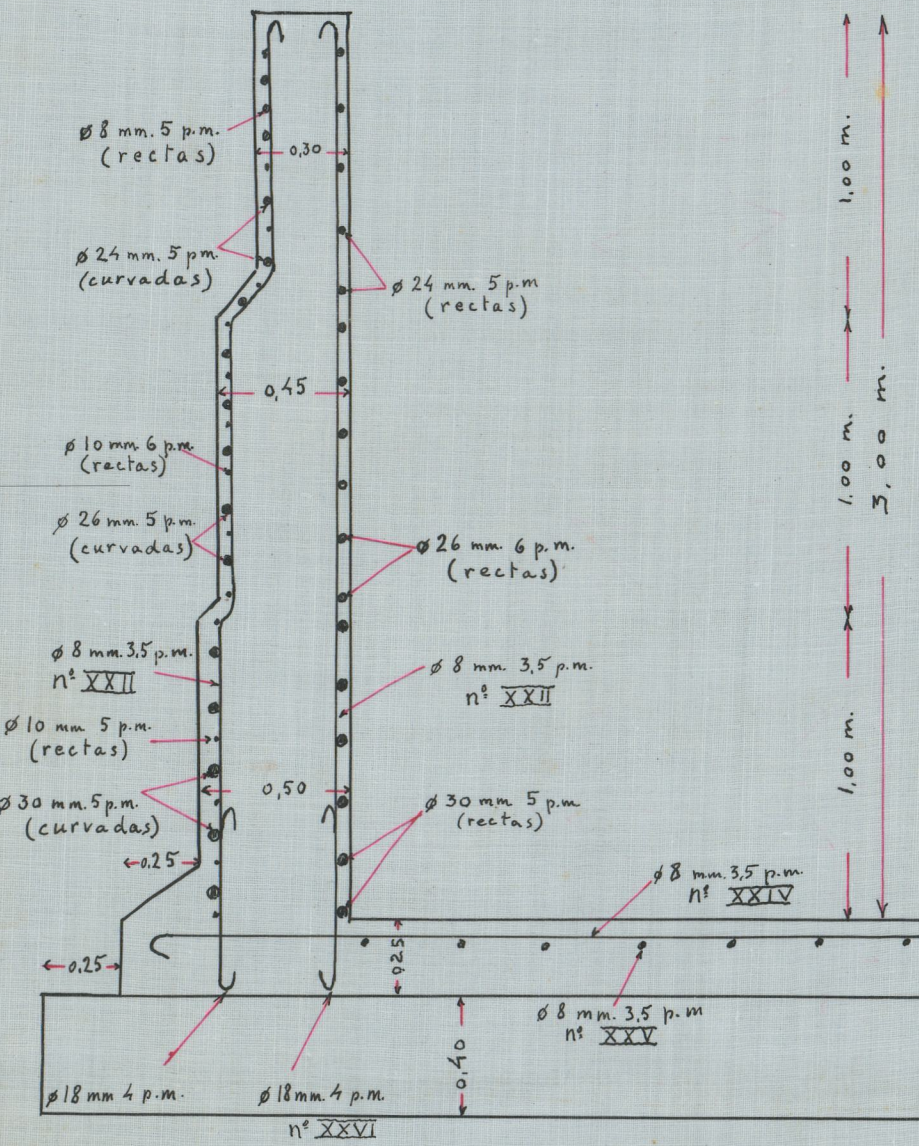 ø 8 mm. 5 p.m.
(rectas)
0,30
1,00 m.
ø 24 mm. 5 p.m.
(curvadas)
ø 24 mm. 5 p.m
(rectas)
0,45
1,00 m.
3,00 m.
ø 10 mm 6 p.m.
(rectas)
ø 26 mm. 5 p.m.
(curvadas)
ø 26 mm. 6 p.m.
(rectas)
ø 8 mm. 3,5 p.m.
nº XXII
ø 8 mm. 3,5 p.m.
nº XXII
ø 10 mm 5 p.m.
(rectas)
1,00 m.
0,50
ø 30 mm. 5 p.m.
(curvadas)
ø 30 mm 5 p.m.
(rectas)
0,25
ø 8 mm. 3,5 p.m.
nº XXIV
0,25
0,25
ø 8 mm. 3,5 p.m
nº XXV
0,40
ø 18 mm 4 p.m.
ø 18 mm 4 p.m.
nº XXVI